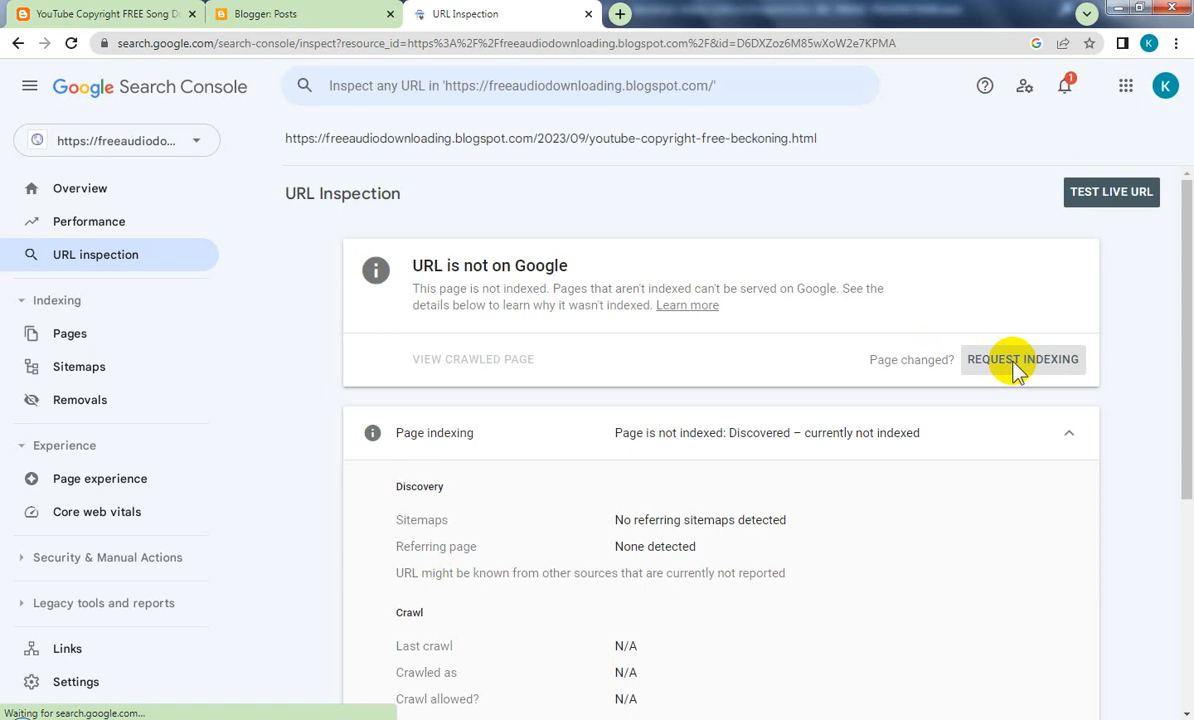 YouTube Copyright FREE Song Do
Blogger: Posts
URL Inspection
search.google.com/search-console/inspect?resource_id=https%3A%2F%2Ffreeaudiodownloading.blogspot.com%2F&id=D6DXZoz6M85wXoW2e7KPMA
K
Google Search Console
Inspect any URL in 'https://freeaudiodownloading.blogspot.com/'
1
K
https://freeaudiodo...
https://freeaudiodownloading.blogspot.com/2023/09/youtube-copyright-free-beckoning.html
Overview
Performance
URL inspection
Indexing
Pages
Sitemaps
Removals
Experience
Page experience
Core web vitals
Security & Manual Actions
Legacy tools and reports
Links
Settings
URL Inspection
TEST LIVE URL
URL is not on Google
This page is not indexed. Pages that aren't indexed can't be served on Google. See the
details below to learn why it wasn't indexed. Learn more
VIEW CRAWLED PAGE
Page changed?
REQUEST INDEXING
Page indexing
Page is not indexed: Discovered – currently not indexed
Discovery
Sitemaps
No referring sitemaps detected
Referring page
None detected
URL might be known from other sources that are currently not reported
Crawl
Last crawl
N/A
Crawled as
N/A
Crawl allowed?
N/A
Waiting for search.google.com...